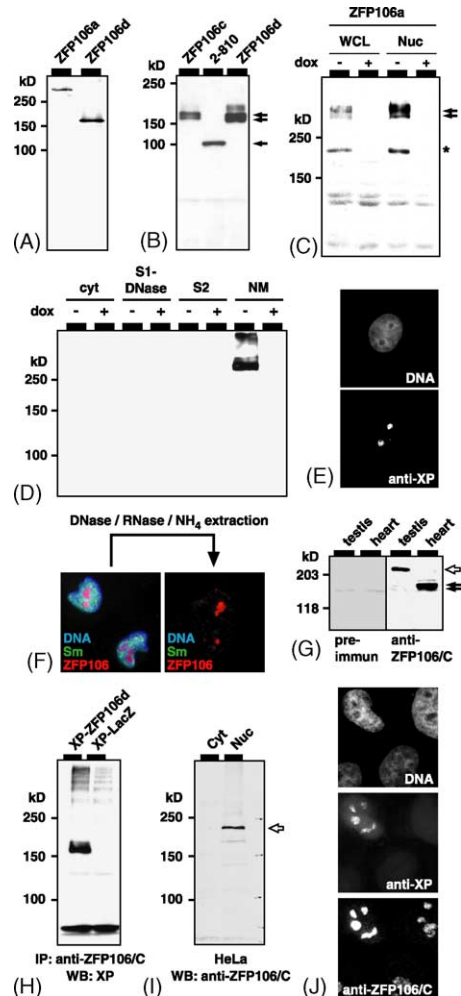 ZFP106a
ZFP106d
kD
250
150
100
(A)
ZFP106c
2-810
ZFP106d
kD
250
150
100
(B)
ZFP106a
WCL Nuc
dox - + - +
kD
250
150
*
(C)
cyt S1-DNase S2 NM
dox - + - + - + - +
kD
250
150
100
(D)
DNA
anti-XP
(E)
DNase / RNase / NH4 extraction
DNA
Sm
ZFP106
DNA
Sm
ZFP106
(F)
testis
heart
testis
heart
kD
203
118
pre-
immun
anti-
ZFP106/C
(G)
XP-ZFP106d
XP-LacZ
kD
250
150
100
IP: anti-ZFP106/C
WB: XP
(H)
Cyt
Nuc
kD
250
150
100
HeLa
WB: anti-ZFP106/C
(I)
DNA
anti-XP
anti-ZFP106/C
(J)